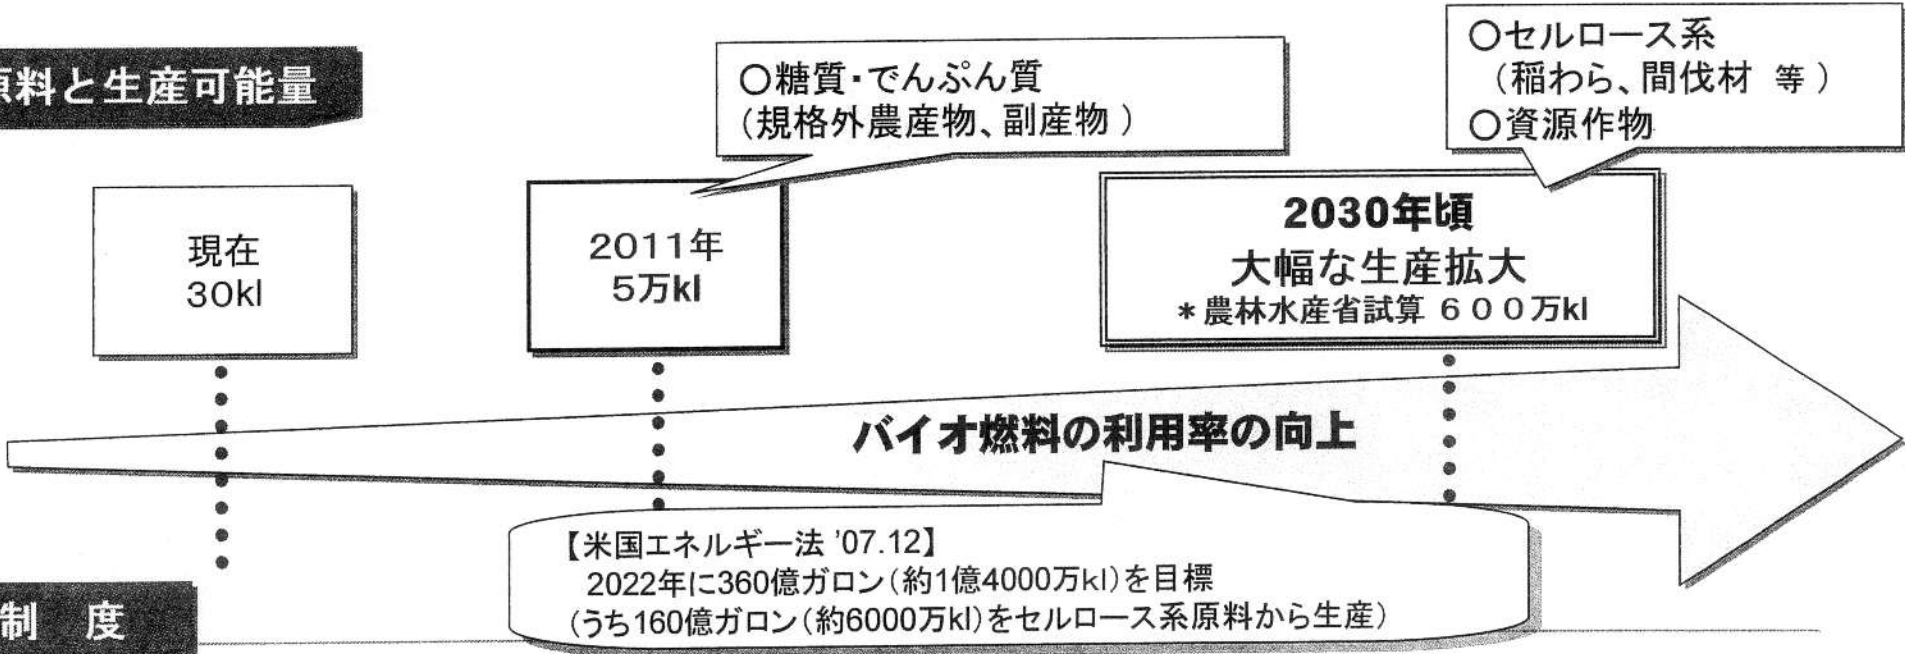 原料と生産可能量
○糖質・でんぷん質
(規格外農産物、副産物 )
○セルロース系
(稲わら、間伐材 等 )
○資源作物
現在
30kl
2011年
5万kl
2030年頃
大幅な生産拡大
*農林水産省試算 600万kl
バイオ燃料の利用率の向上
【米国エネルギー法 '07.12】
2022年に360億ガロン(約1億4000万kl)を目標
(うち160億ガロン(約6000万kl)をセルロース系原料から生産)
制 度